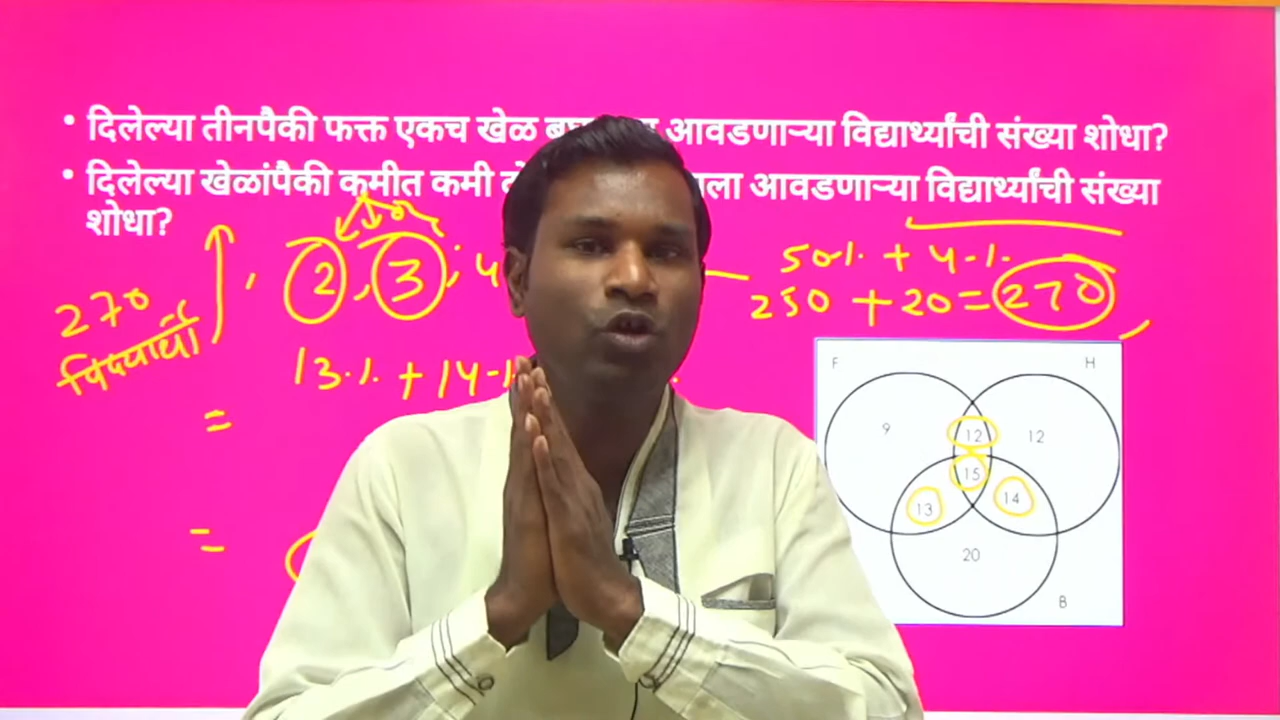 • दिलेल्या तीनपैकी फक्त एकच खेळ आवडणाऱ्या विद्यार्थ्यांची संख्या शोधा?
• दिलेल्या खेळांपैकी कमीत कमी आवडणाऱ्या विद्यार्थ्यांची संख्या
शोधा?
270
विद्यार्थी
2, 3; 4
50% + 4%
250 + 20 = 270
13% + 14%
=
=
F H
9 12 12
15
13 14
20
B